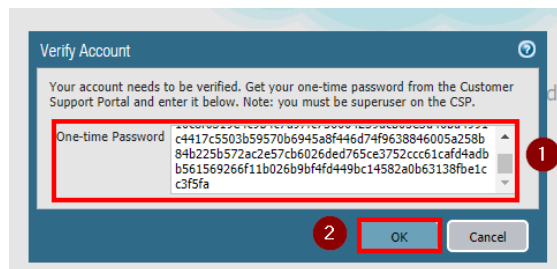 Verify Account
?
Your account needs to be verified. Get your one-time password from the Customer
Support Portal and enter it below. Note: you must be superuser on the CSP.
One-time Password
c4417c5503b59570b6945a8f446d74f9638846005a258b
84b225b572ac2e57cb6026ded765ce3752ccc61cafd4adb
b561569266f11b026b9bf4fd449bc14582a0b63138fbe1c
c3f5fa
1
2
OK
Cancel